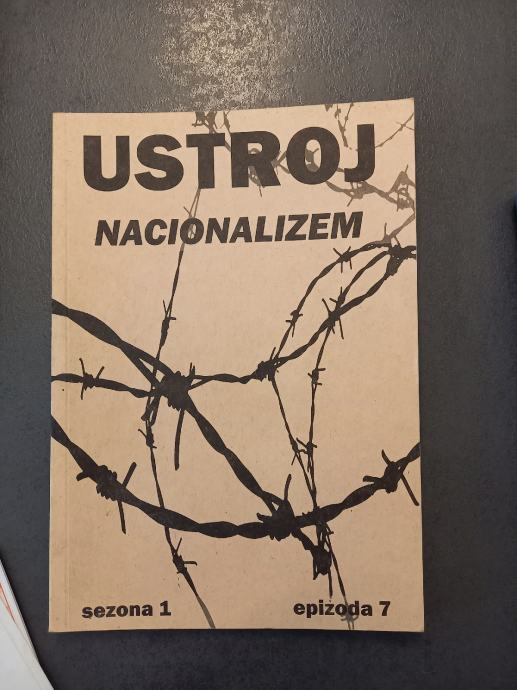 USTROJ
NACIONALIZEM
sezona 1 epizoda 7